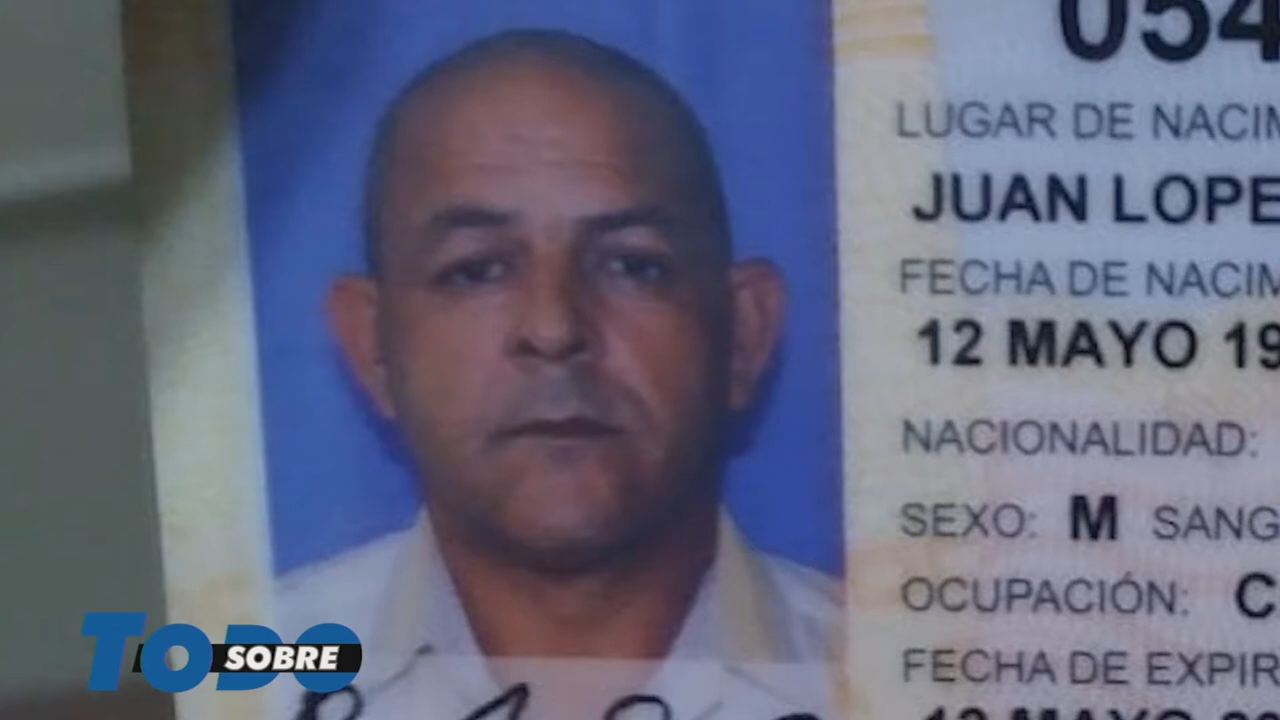 054
LUGAR DE NACIM
JUAN LOPE
FECHA DE NACIM
12 MAYO 19
NACIONALIDAD:
SEXO: M SANG
OCUPACIÓN: C
FECHA DE EXPIR
TODO SOBRE